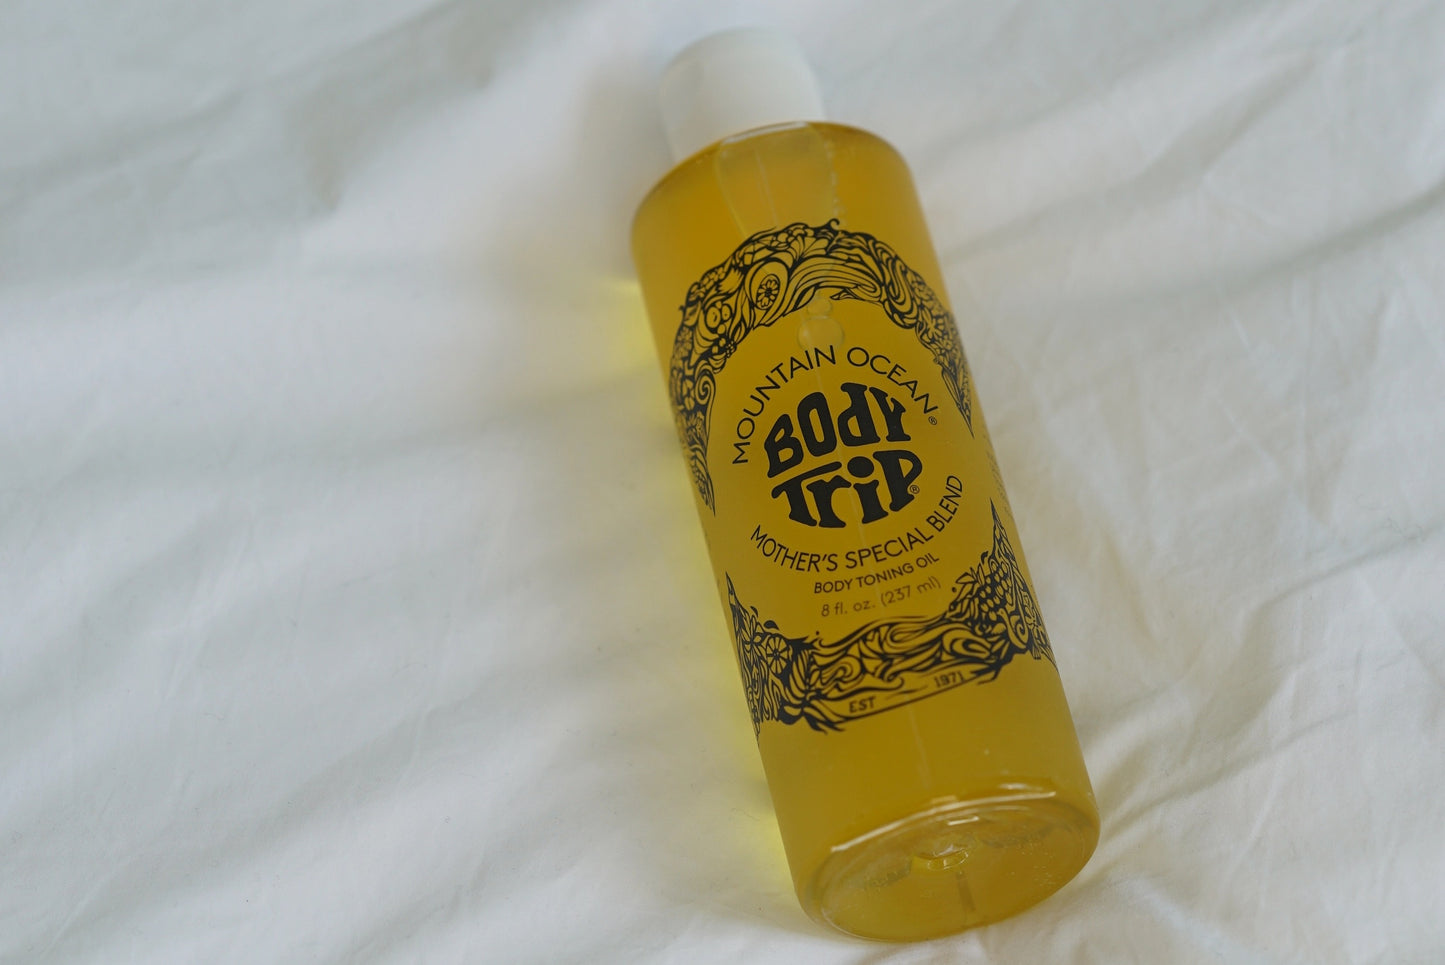 MOUNTAIN OCEAN®
BODY
TRIP®
MOTHER'S SPECIAL BLEND
BODY TONING OIL
8 fl. oz. (237 ml)
EST 1971